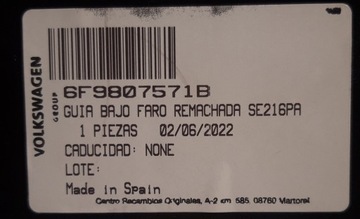 VOLKSWAGEN
GROUP
6F9807571B
GUIA BAJO FARO REMACHADA SE216PA
1 PIEZAS 02/06/2022
CADUCIDAD: NONE
LOTE:
Made in Spain
Centro Recambios Originales, A-2 km 585, 08760 Martorell